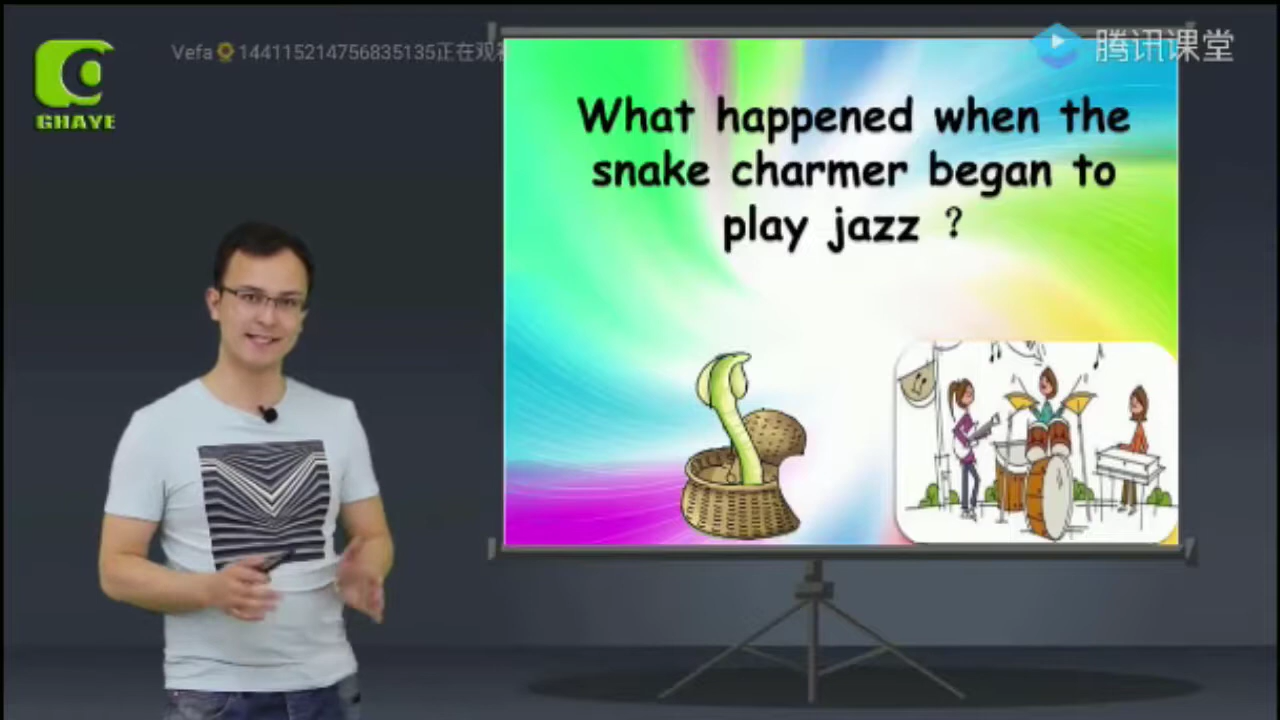 GHAYE
Vefa 144115214756835135正在观
腾讯课堂
What happened when the
snake charmer began to
play jazz ？